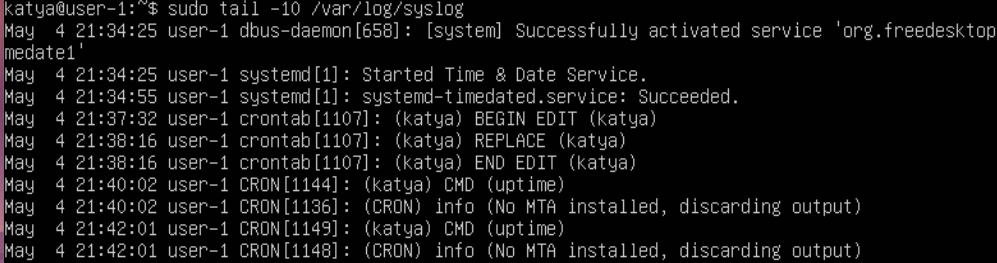 katya@user-1:~$ sudo tail -10 /var/log/syslog
May  4 21:34:25 user-1 dbus-daemon[658]: [system] Successfully activated service 'org.freedesktop
medate1'
May  4 21:34:25 user-1 systemd[1]: Started Time & Date Service.
May  4 21:34:55 user-1 systemd[1]: systemd-timedated.service: Succeeded.
May  4 21:37:32 user-1 crontab[1107]: (katya) BEGIN EDIT (katya)
May  4 21:38:16 user-1 crontab[1107]: (katya) REPLACE (katya)
May  4 21:38:16 user-1 crontab[1107]: (katya) END EDIT (katya)
May  4 21:40:02 user-1 CRON[1144]: (katya) CMD (uptime)
May  4 21:40:02 user-1 CRON[1136]: (CRON) info (No MTA installed, discarding output)
May  4 21:42:01 user-1 CRON[1149]: (katya) CMD (uptime)
May  4 21:42:01 user-1 CRON[1148]: (CRON) info (No MTA installed, discarding output)